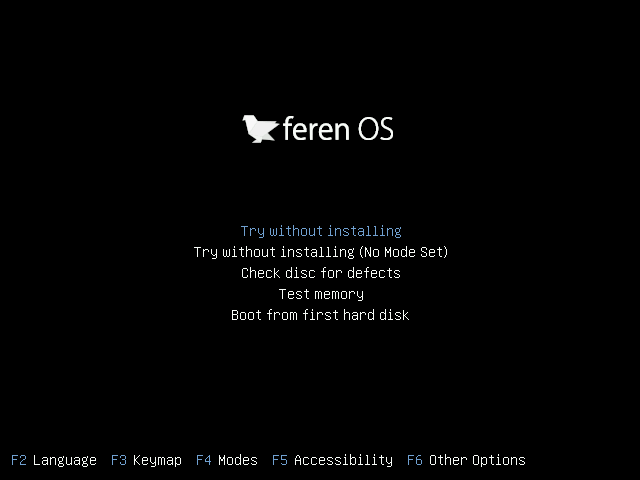 feren OS
Try without installing
Try without installing (No Mode Set)
Check disc for defects
Test memory
Boot from first hard disk
F2 Language F3 Keymap F4 Modes F5 Accessibility F6 Other Options